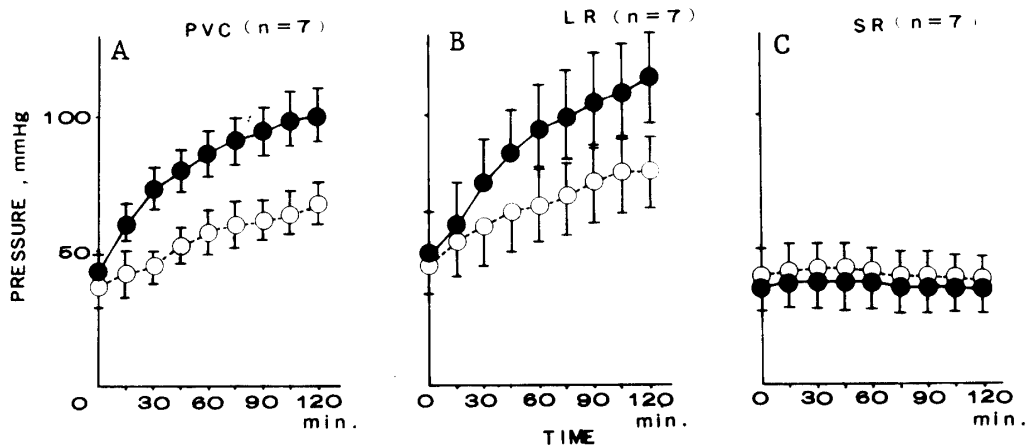 A PVC (n=7)
B LR (n=7)
C SR (n=7)
PRESSURE, mmHg
100
50
0 30 60 90 120
min.
0 30 60 90 120
min.
0 30 60 90 120
min.
TIME